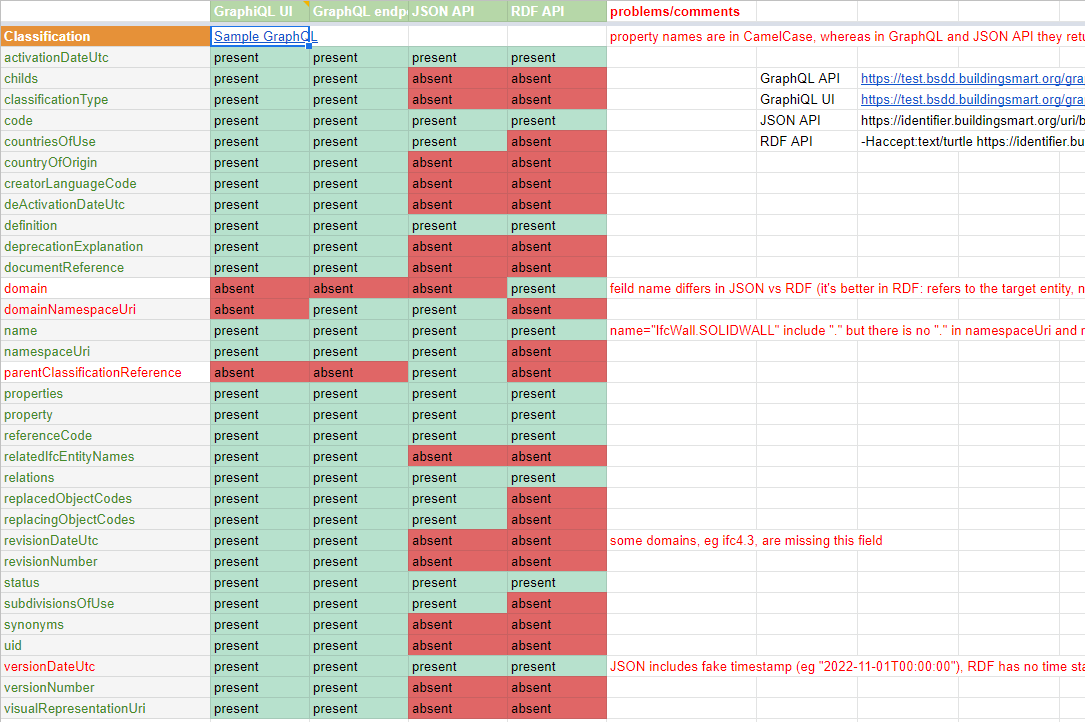 GraphiQL UI GraphQL endpo JSON API RDF API problems/comments
Classification Sample GraphQL property names are in CamelCase, whereas in GraphQL and JSON API they retu
activationDateUtc present present present present
childs present present absent absent GraphQL API https://test.bsdd.buildingsmart.org/gra
classificationType present present absent absent GraphiQL UI https://test.bsdd.buildingsmart.org/gra
code present present present present JSON API https://identifier.buildingsmart.org/uri/b
countriesOfUse present present present absent RDF API -Haccept:text/turtle https://identifier.bu
countryOfOrigin present present absent absent
creatorLanguageCode present present absent absent
deActivationDateUtc present present absent absent
definition present present present present
deprecationExplanation present present absent absent
documentReference present present absent absent
domain absent absent absent present feild name differs in JSON vs RDF (it's better in RDF: refers to the target entity, n
domainNamespaceUri absent present present absent
name present present present present name="IfcWall.SOLIDWALL" include "." but there is no "." in namespaceUri and r
namespaceUri present present present absent
parentClassificationReference absent absent present absent
properties present present present present
property present present present present
referenceCode present present present present
relatedIfcEntityNames present present absent absent
relations present present present present
replacedObjectCodes present present present absent
replacingObjectCodes present present present absent
revisionDateUtc present present absent absent some domains, eg ifc4.3, are missing this field
revisionNumber present present absent absent
status present present present present
subdivisionsOfUse present present present absent
synonyms present present absent absent
uid present present absent absent
versionDateUtc present present present present JSON includes fake timestamp (eg "2022-11-01T00:00:00"), RDF has no time sta
versionNumber present present absent absent
visualRepresentationUri present present absent absent